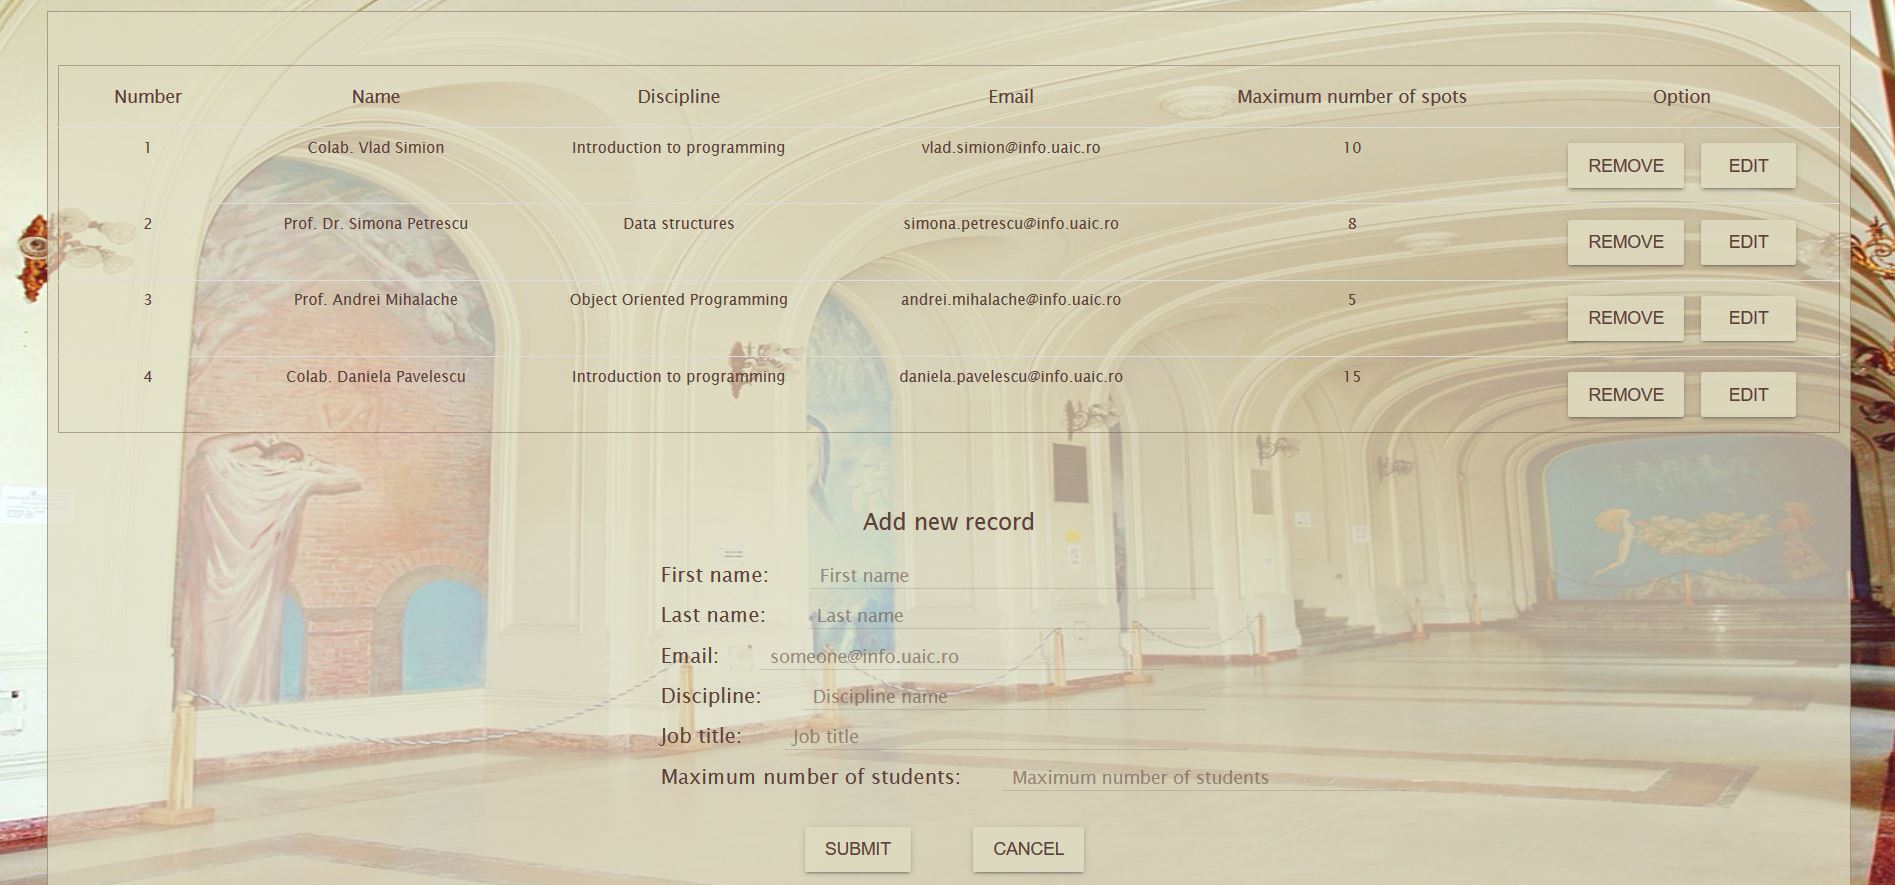 Number Name Discipline Email Maximum number of spots Option
1 Colab. Vlad Simion Introduction to programming vlad.simion@info.uaic.ro 10 REMOVE EDIT
2 Prof. Dr. Simona Petrescu Data structures simona.petrescu@info.uaic.ro 8 REMOVE EDIT
3 Prof. Andrei Mihalache Object Oriented Programming andrei.mihalache@info.uaic.ro 5 REMOVE EDIT
4 Colab. Daniela Pavelescu Introduction to programming daniela.pavelescu@info.uaic.ro 15 REMOVE EDIT
Add new record
First name: First name
Last name: Last name
Email: someone@info.uaic.ro
Discipline: Discipline name
Job title: Job title
Maximum number of students: Maximum number of students
SUBMIT CANCEL